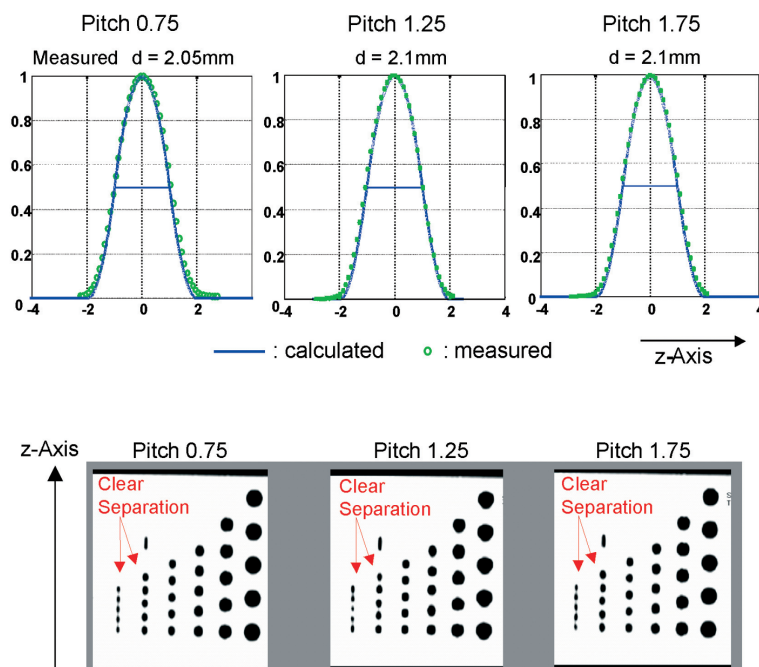 Pitch 0.75 Pitch 1.25 Pitch 1.75
Measured d = 2.05mm d = 2.1mm d = 2.1mm
1 1 1
0.8 0.8 0.8
0.6 0.6 0.6
0.4 0.4 0.4
0.2 0.2 0.2
0 0 0
-4 -2 0 2 4 -4 -2 0 2 4 -4 -2 0 2 4
: calculated : measured
z-Axis
z-Axis Pitch 0.75 Pitch 1.25 Pitch 1.75
Clear Clear Clear
Separation Separation Separation
S
T